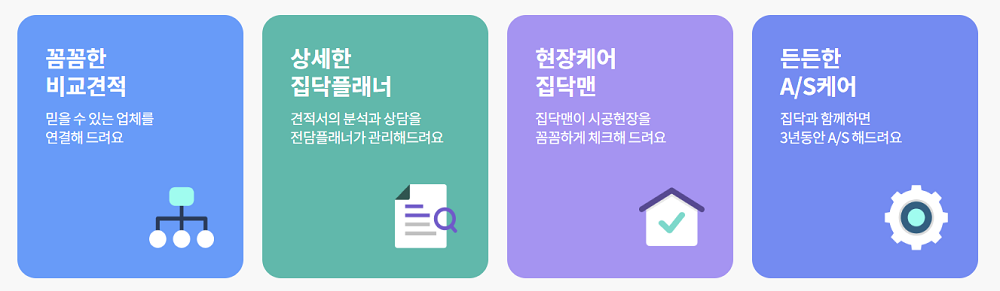 꼼꼼한
비교견적
믿을 수 있는 업체를
연결해 드려요
상세한
집닥플래너
견적서의 분석과 상담을
전담플래너가 관리해드려요
현장케어
집닥맨
집닥맨이 시공현장을
꼼꼼하게 체크해 드려요
든든한
A/S케어
집닥과 함께하면
3년동안 A/S 해드려요